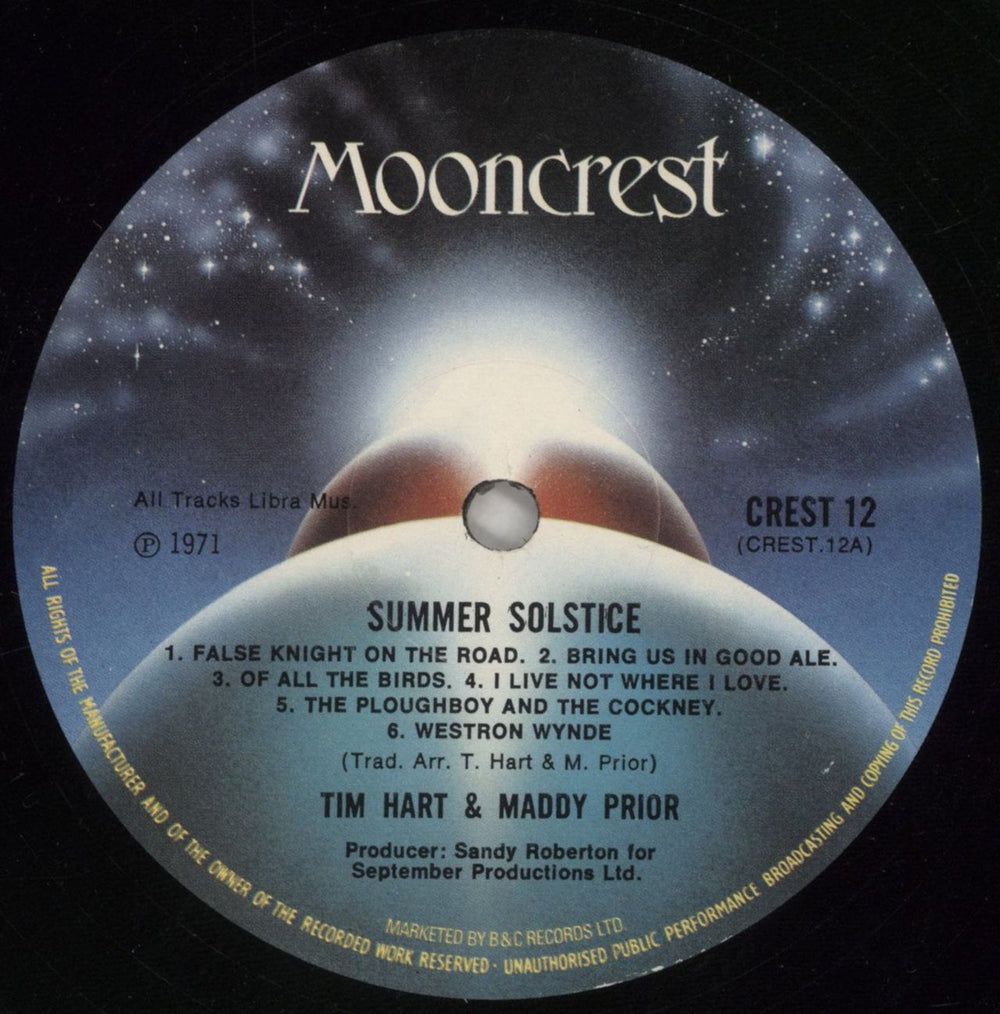 Mooncrest
All Tracks Libra Mus.
℗ 1971
CREST 12
(CREST.12A)
SUMMER SOLSTICE
1. FALSE KNIGHT ON THE ROAD. 2. BRING US IN GOOD ALE.
3. OF ALL THE BIRDS. 4. I LIVE NOT WHERE I LOVE.
5. THE PLOUGHBOY AND THE COCKNEY.
6. WESTRON WYNDE
(Trad. Arr. T. Hart & M. Prior)
TIM HART & MADDY PRIOR
Producer: Sandy Roberton for
September Productions Ltd.
MARKETED BY B&C RECORDS LTD.
ALL RIGHTS OF THE MANUFACTURER AND OF THE OWNER OF THE RECORDED WORK RESERVED · UNAUTHORISED PUBLIC PERFORMANCE BROADCASTING AND COPYING OF THIS RECORD PROHIBITED